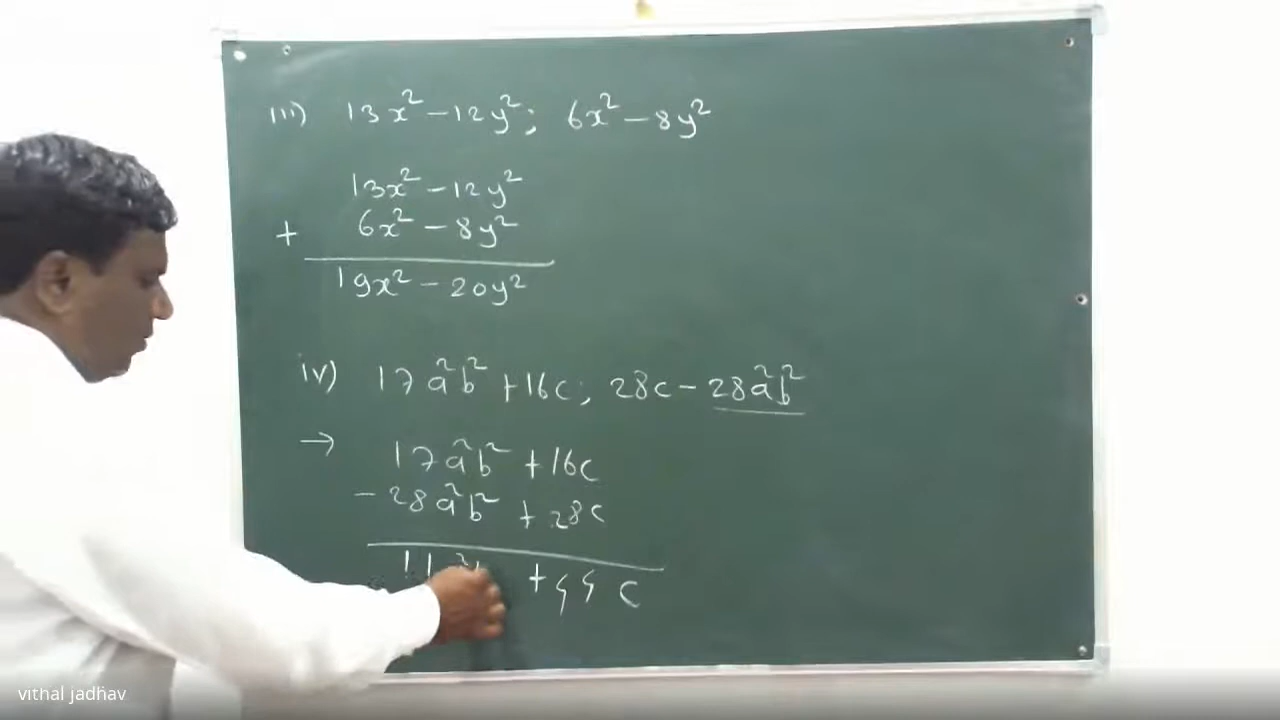 iii) 13x² − 12y² ; 6x² − 8y²
13x² − 12y²
+ 6x² − 8y²
19x² − 20y²
iv) 17a²b² + 16c ; 28c − 28a²b²
→ 17a²b² + 16c
− 28a²b² + 28c
11 + 44 c
vithal jadhav